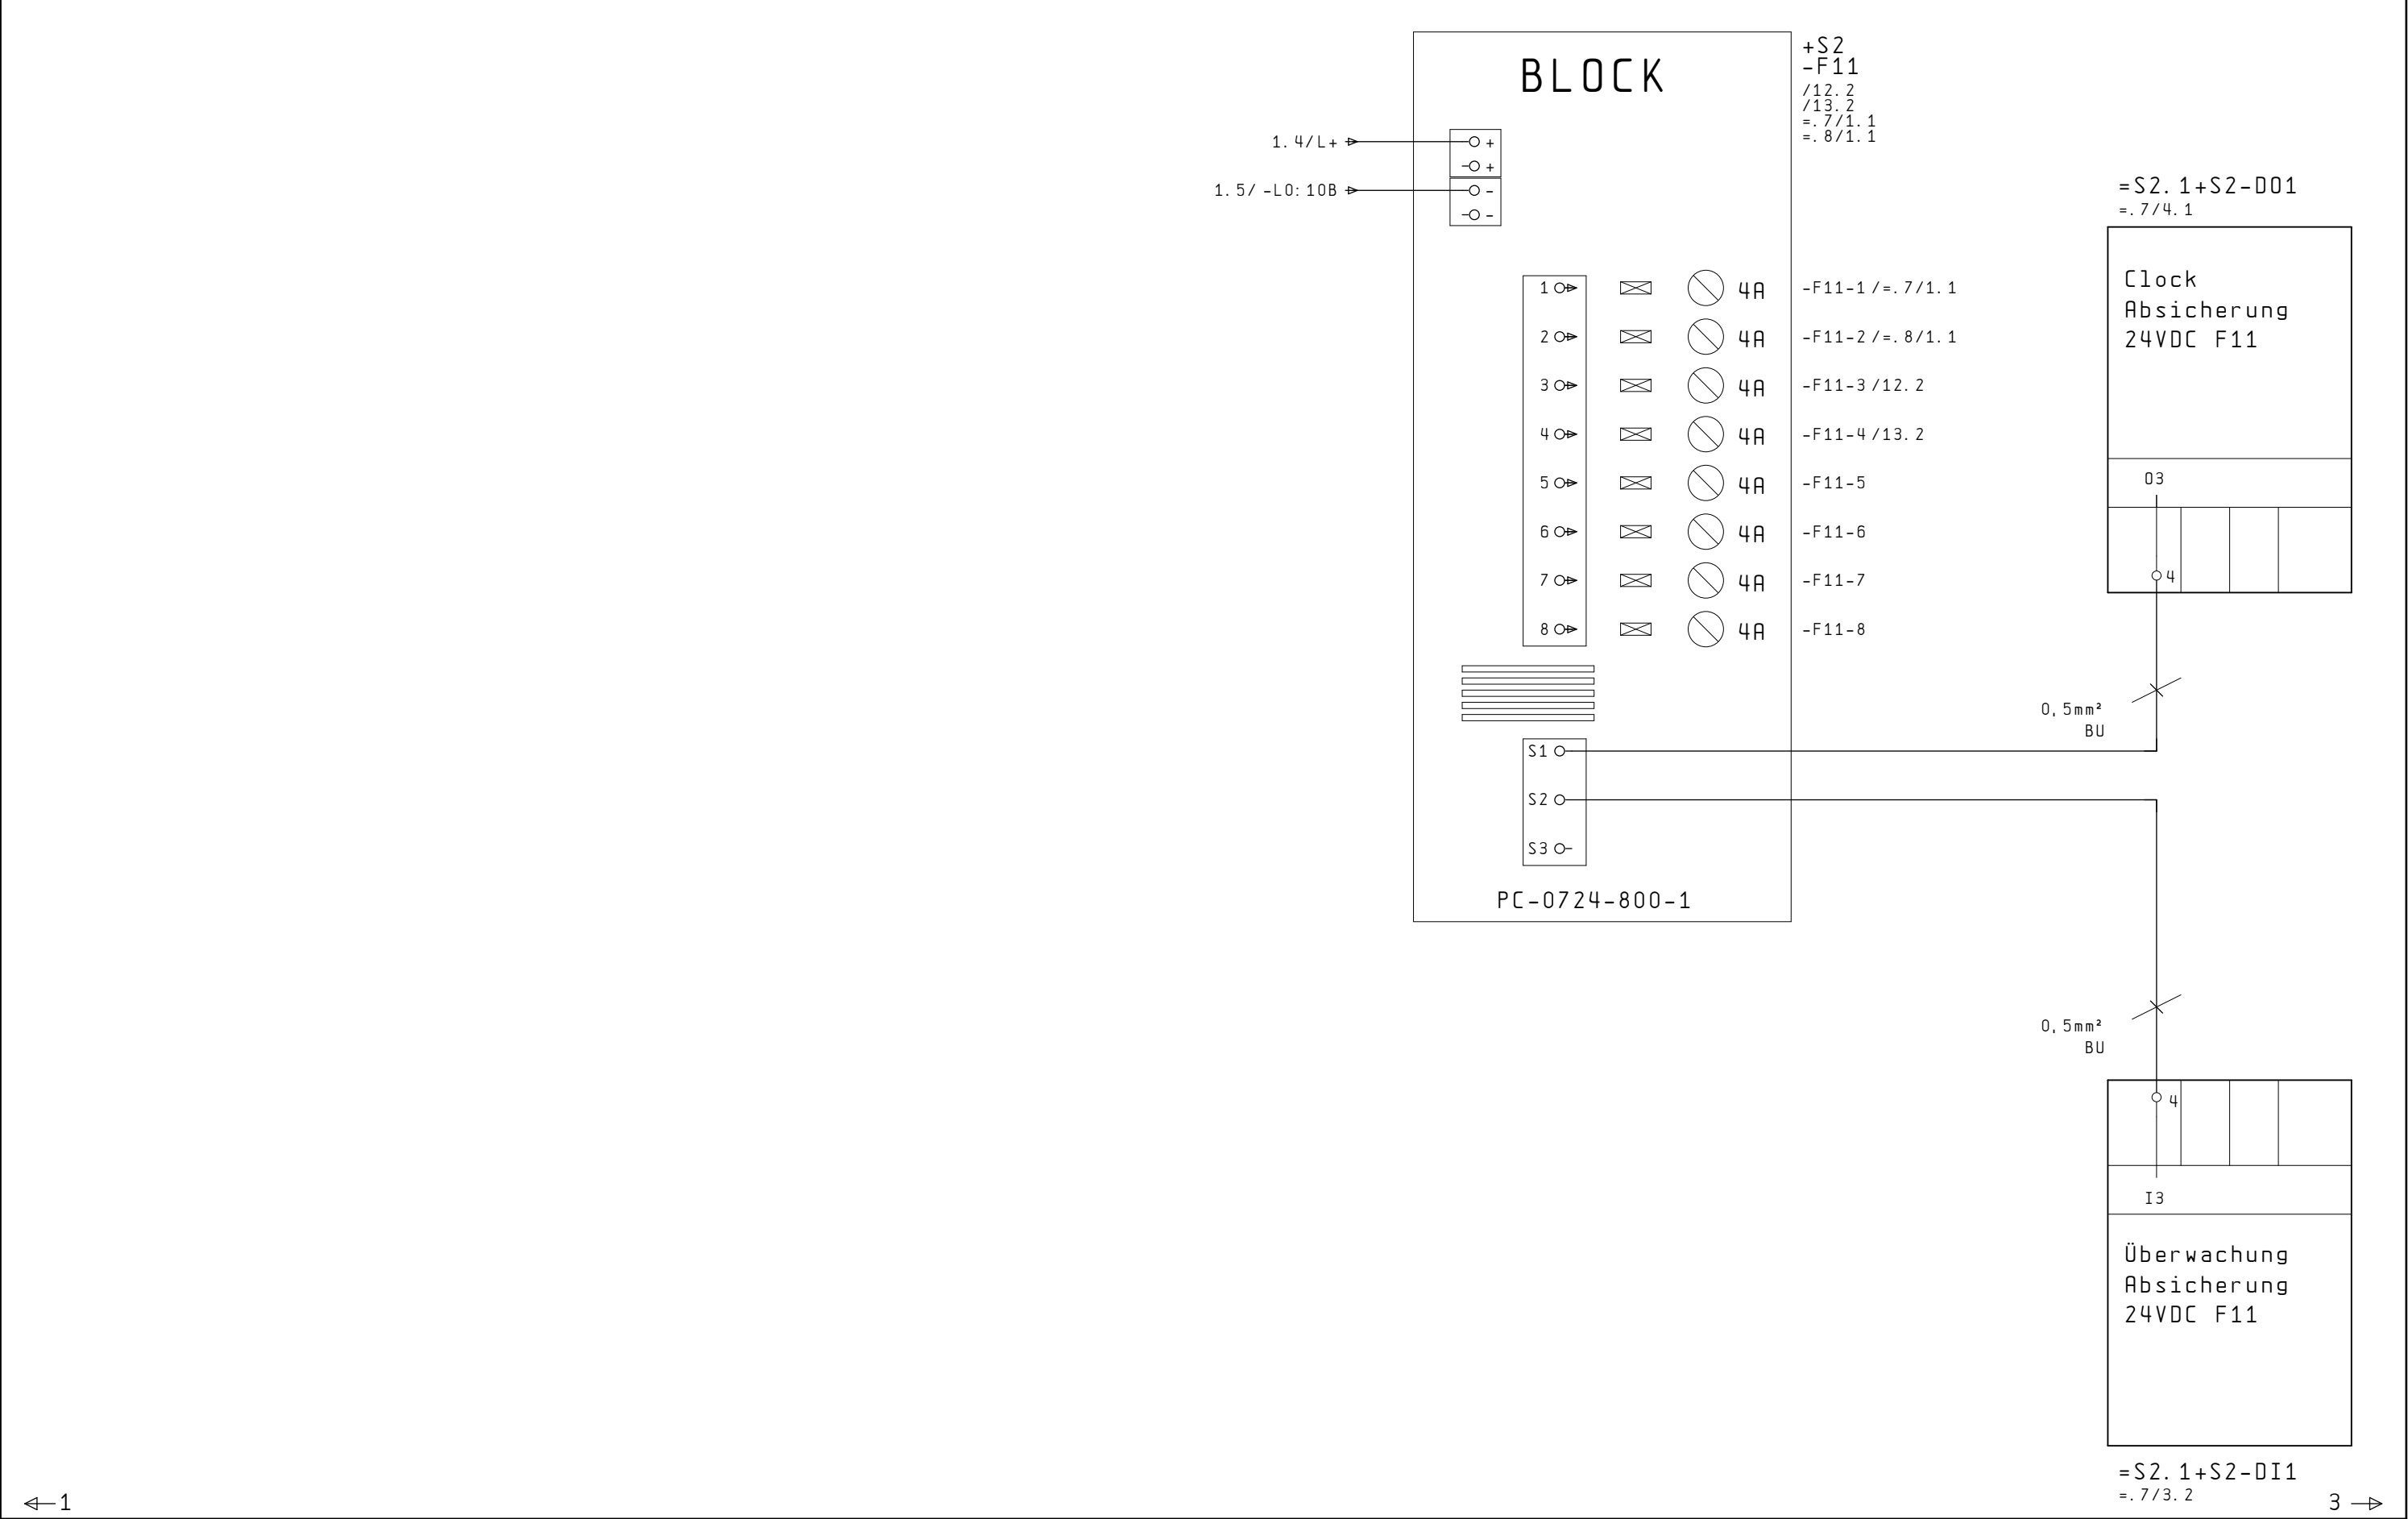 BLOCK
+S2
-F11
/12.2
/13.2
=.7/1.1
=.8/1.1
1.4/L+
+
+
1.5/-L0:10B
-
-
=S2.1+S2-DO1
=.7/4.1
Clock
Absicherung
24VDC F11
O3
4
1 4A -F11-1 /=.7/1.1
2 4A -F11-2 /=.8/1.1
3 4A -F11-3 /12.2
4 4A -F11-4 /13.2
5 4A -F11-5
6 4A -F11-6
7 4A -F11-7
8 4A -F11-8
0,5mm²
BU
S1
S2
S3
PC-0724-800-1
0,5mm²
BU
4
I3
Überwachung
Absicherung
24VDC F11
=S2.1+S2-DI1
=.7/3.2
1
3